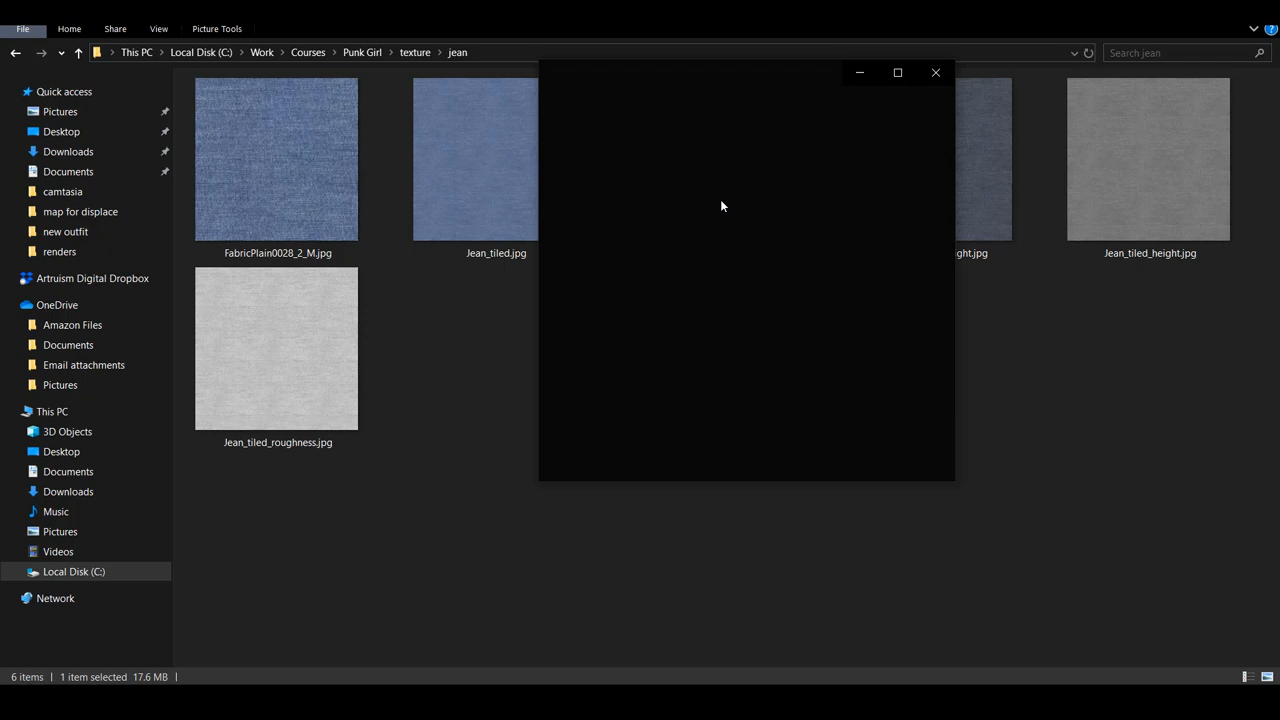 File Home Share View Picture Tools
This PC Local Disk (C:) Work Courses Punk Girl texture jean
Search jean
Quick access
Pictures
Desktop
Downloads
Documents
camtasia
map for displace
new outfit
renders
Artruism Digital Dropbox
OneDrive
Amazon Files
Documents
Email attachments
Pictures
This PC
3D Objects
Desktop
Documents
Downloads
Music
Pictures
Videos
Local Disk (C:)
Network
FabricPlain0028_2_M.jpg
Jean_tiled.jpg
ght.jpg
Jean_tiled_height.jpg
Jean_tiled_roughness.jpg
6 items 1 item selected 17.6 MB